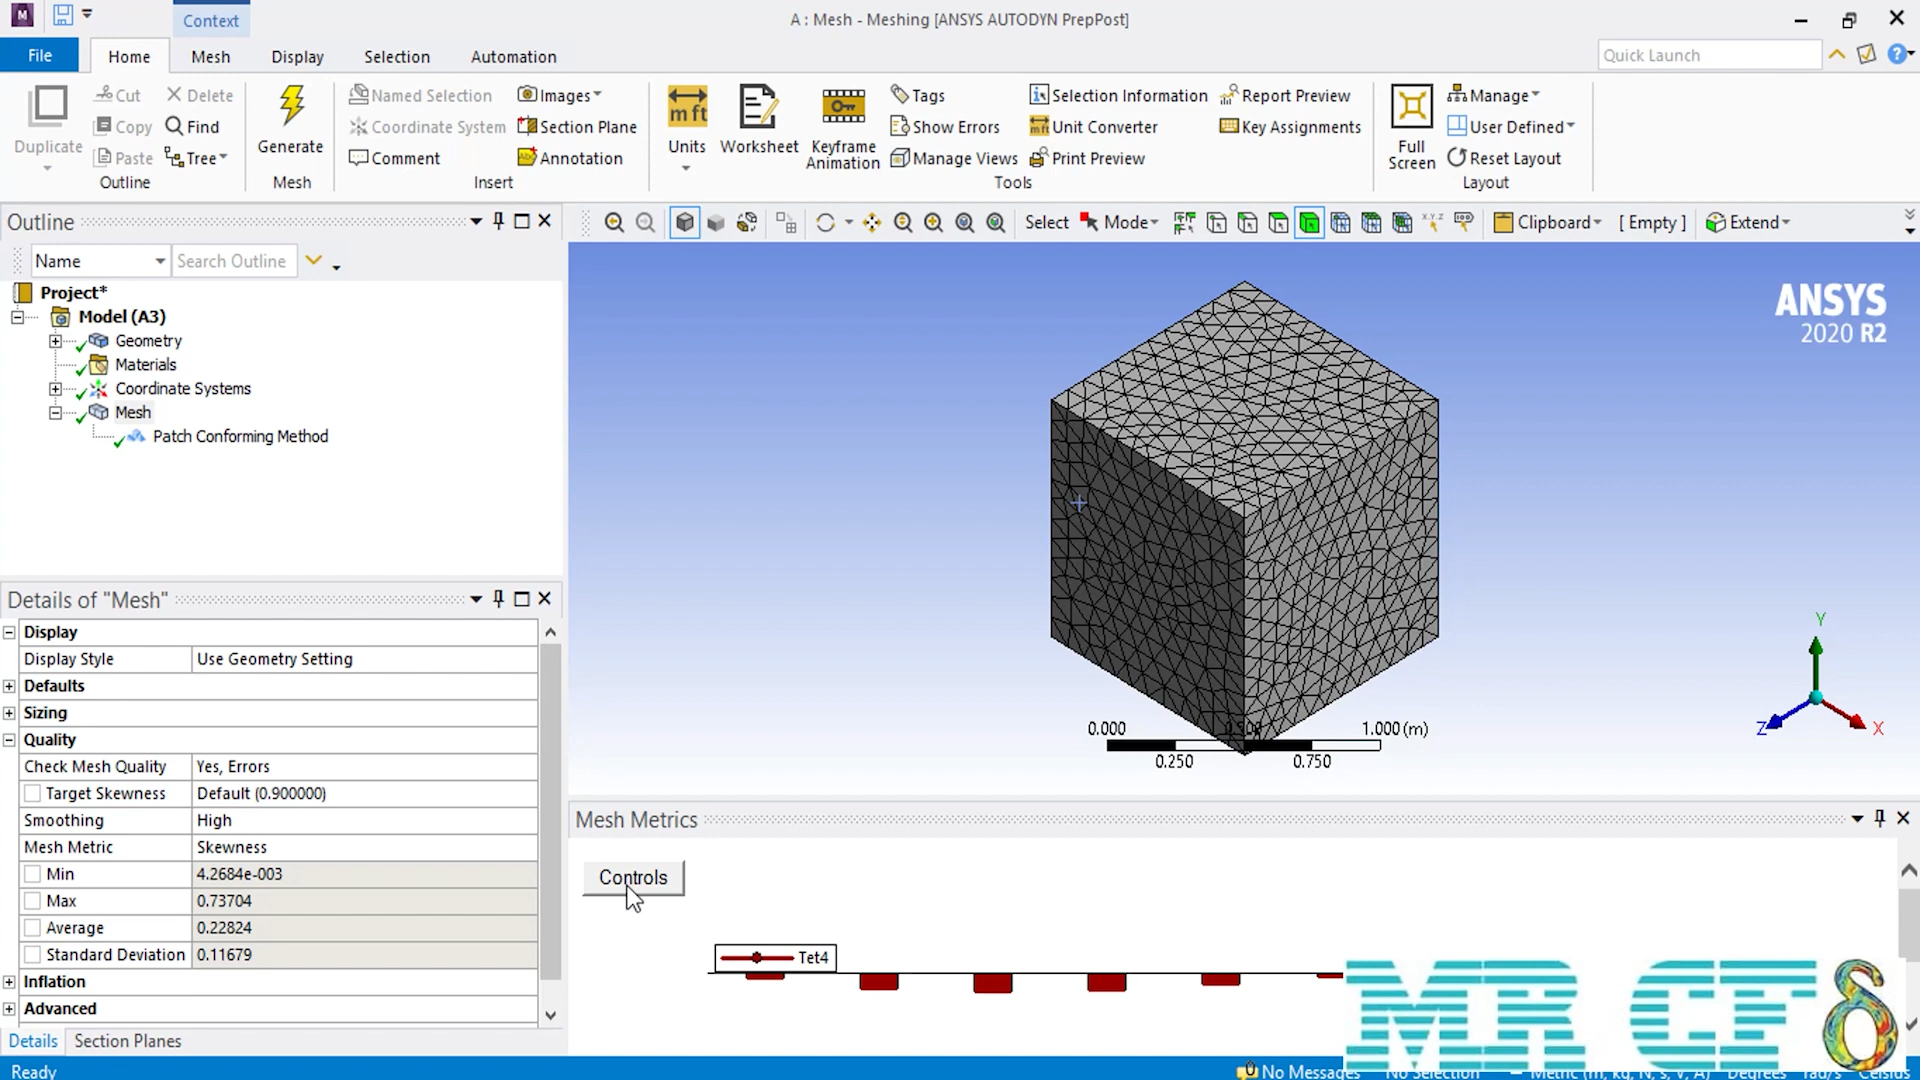 M
Context
A : Mesh - Meshing [ANSYS AUTODYN PrepPost]
File Home Mesh Display Selection Automation
Quick Launch
Duplicate
Cut
Copy
Paste
Delete
Find
Tree
Outline
Generate
Mesh
Named Selection
Coordinate System
Comment
Images
Section Plane
Annotation
Insert
Units
Worksheet
Keyframe
Animation
Tags
Show Errors
Manage Views
Selection Information
Unit Converter
Print Preview
Report Preview
Key Assignments
Tools
Full
Screen
Manage
User Defined
Reset Layout
Layout
Outline
Name Search Outline
Project*
Model (A3)
Geometry
Materials
Coordinate Systems
Mesh
Patch Conforming Method
Select Mode Clipboard [ Empty ] Extend
ANSYS
2020 R2
Y
Z
X
0.000 0.500 1.000 (m)
0.250 0.750
Details of "Mesh"
Display
Display Style Use Geometry Setting
Defaults
Sizing
Quality
Check Mesh Quality Yes, Errors
Target Skewness Default (0.900000)
Smoothing High
Mesh Metric Skewness
Min 4.2684e-003
Max 0.73704
Average 0.22824
Standard Deviation 0.11679
Inflation
Advanced
Details Section Planes
Mesh Metrics
Controls
Tet4
MR CFδ
Ready
No Messages No Selection Metric (m, kg, N, s, V, A) Degrees rad/s Celsius